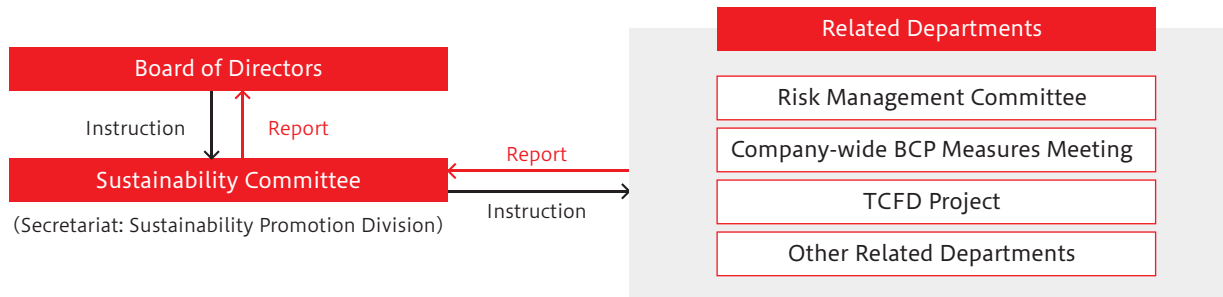 Board of Directors
Instruction
Report
Sustainability Committee
(Secretariat: Sustainability Promotion Division)
Report
Instruction
Related Departments
Risk Management Committee
Company-wide BCP Measures Meeting
TCFD Project
Other Related Departments